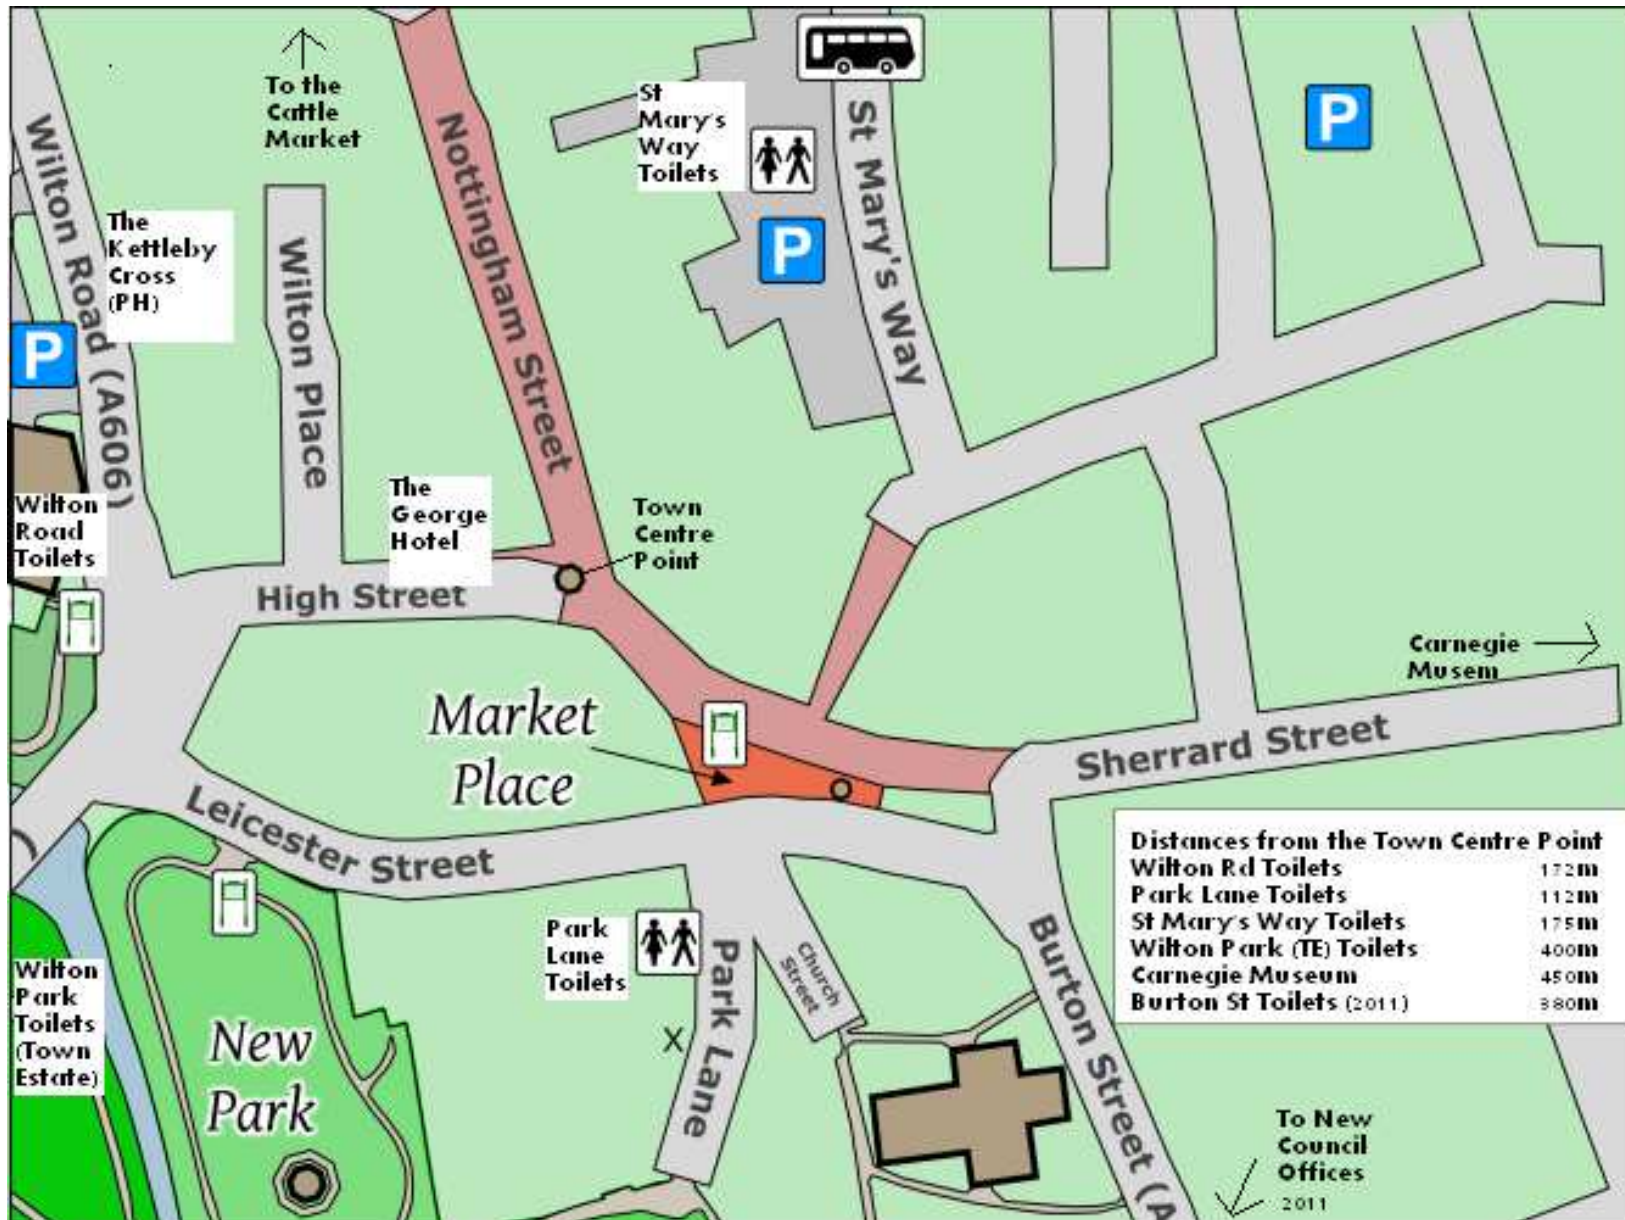 To the
Cattle
Market
St
Mary's
Way
Toilets
P
Wilton Road (A606)
The
Kettleby
Cross
(PH)
Wilton Place
Nottingham Street
St Mary's Way
P
P
The
George
Hotel
Town
Centre
Point
Wilton
Road
Toilets
High Street
Carnegie
Musem
Market
Place
Sherrard Street
Leicester Street
Distances from the Town Centre Point
Wilton Rd Toilets 172m
Park Lane Toilets 112m
St Mary's Way Toilets 175m
Wilton Park (TE) Toilets 400m
Carnegie Museum 450m
Burton St Toilets (2011) 380m
Park
Lane
Toilets
Park Lane
Church
Street
Burton Street (A
Wilton
Park
Toilets
(Town
Estate)
New
Park
X
To New
Council
Offices
2011